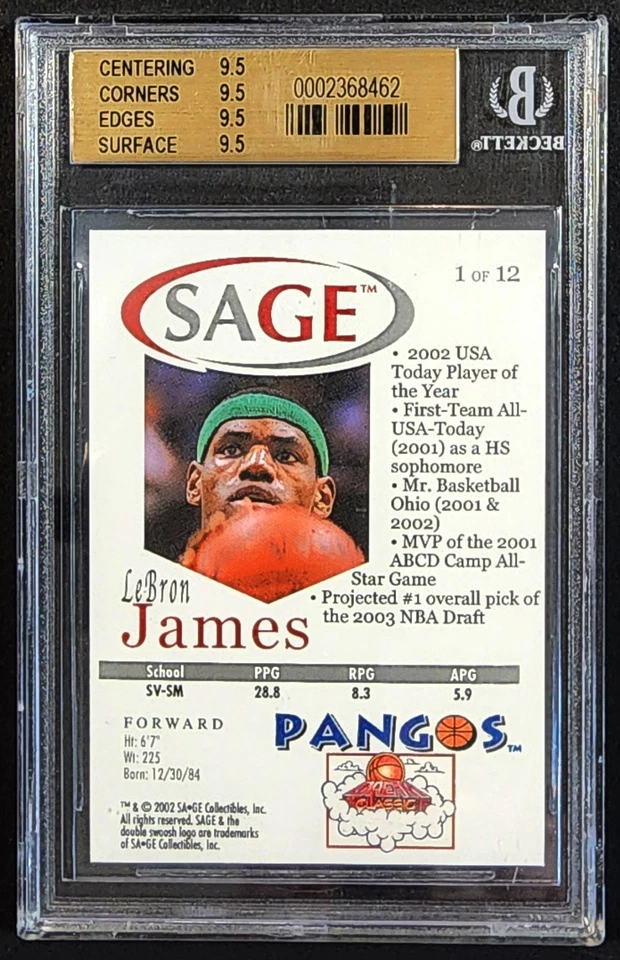 CENTERING 9.5
CORNERS 9.5
EDGES 9.5
SURFACE 9.5
0002368462
B
BECKETT®
SAGE™
1 OF 12
• 2002 USA
Today Player of
the Year
• First-Team All-
USA-Today
(2001) as a HS
sophomore
• Mr. Basketball
Ohio (2001 &
2002)
• MVP of the 2001
ABCD Camp All-
Star Game
• Projected #1 overall pick of
the 2003 NBA Draft
LeBron
James
School PPG RPG APG
SV-SM 28.8 8.3 5.9
FORWARD
Ht: 6'7"
Wt: 225
Born: 12/30/84
PANGOS™
CLASSIC
™ & © 2002 SA•GE Collectibles, Inc.
All rights reserved. SAGE & the
double swoosh logo are trademarks
of SA•GE Collectibles, Inc.